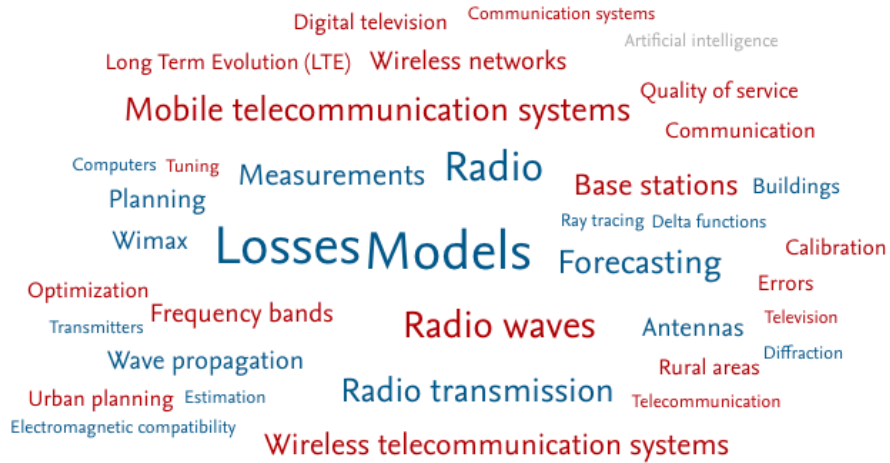 Communication systems
Digital television
Artificial intelligence
Long Term Evolution (LTE) Wireless networks
Quality of service
Mobile telecommunication systems
Communication
Computers Tuning Measurements Radio
Base stations Buildings
Planning
Ray tracing Delta functions
Wimax Losses Models Forecasting Calibration
Errors
Optimization
Frequency bands Radio waves Antennas Television
Transmitters
Diffraction
Wave propagation Rural areas
Urban planning Estimation Radio transmission Telecommunication
Electromagnetic compatibility
Wireless telecommunication systems